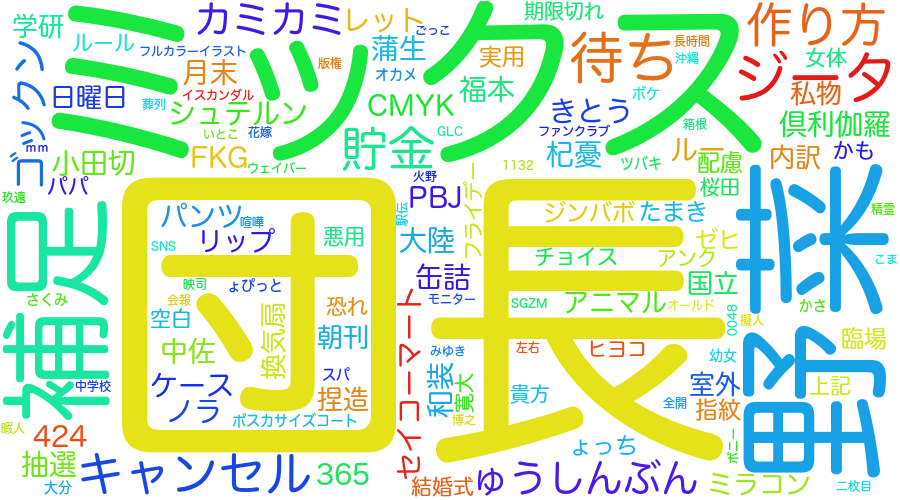 学研
カミカミ
レット
期限切れ
作り方
ミックス
ルール
ごっこ
フルカラーイラスト
版権
蒲生
実用
待ち
長時間
沖縄
女体
ジータ
ゴックン
日曜日
月末
オカメ
イスカンダル
葬列
シュテルン
CMYK
福本
ボケ
私物
きとう
箱根
倶利伽羅
いとこ
花嫁
貯金
GLC
ファンクラブ
mm
小田切
FKG
ウェイバー
杞憂
ツバキ
ルー
配慮
内訳
かも
1132
パパ
玖遠
火野
PBJ
フライデー
桜田
野菜
団長
パンツ
喧嘩
駅伝
ジンバボ
たまき
精霊
補足
SNS
リップ
悪用
大陸
ゼヒ
チョイス
アンク
こま
映司
ょぴっと
缶詰
国立
さくみ
会報
モニター
SGZM
アニマル
オールド
かさ
空白
換気扇
恐れ
朝刊
セイコーマート
0048
擬人
臨場
中佐
みゆき
左右
ヒヨコ
幼女
中学校
ケース
スパ
和装
寛大
貴方
室外
上記
ノラ
捏造
ポスカサイズコート
博之
全開
指紋
暇人
424
ょっち
ポニー
抽選
大分
キャンセル
365
結婚式
ゆうしんぶん
ミラコン
二枚目